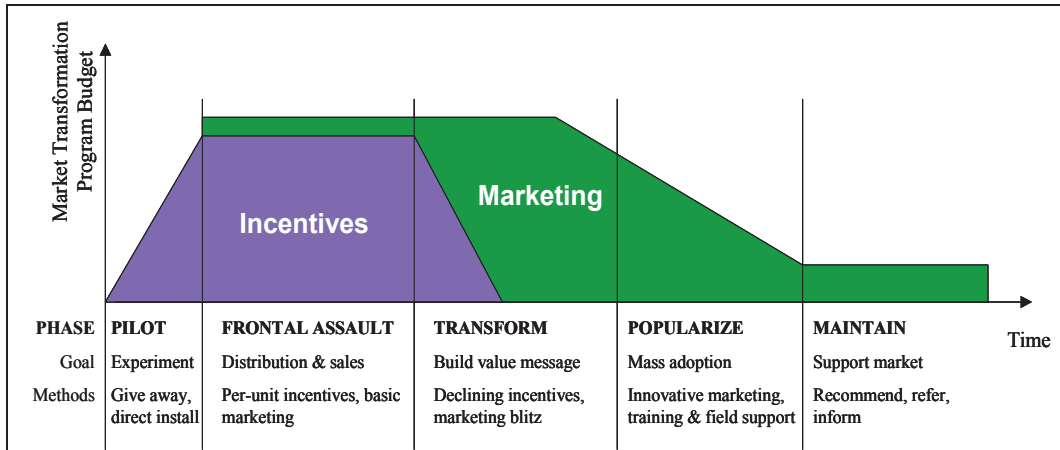 Market Transformation
Program Budget
Incentives
Marketing
PHASE PILOT FRONTAL ASSAULT TRANSFORM POPULARIZE MAINTAIN
Time
Goal Experiment Distribution & sales Build value message Mass adoption Support market
Methods Give away, Per-unit incentives, basic Declining incentives, Innovative marketing, Recommend, refer,
direct install marketing marketing blitz training & field support inform